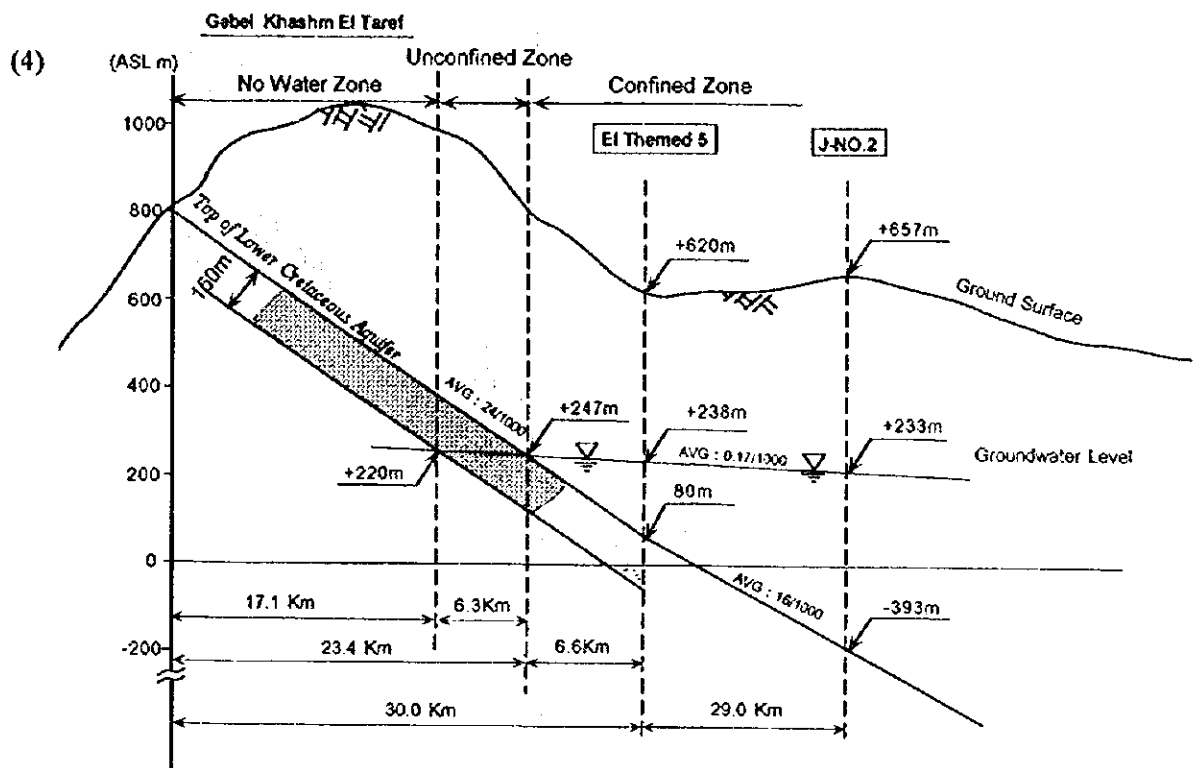 Gebel Khashm El Taref
(4)
(ASL m)
Unconfined Zone
No Water Zone
Confined Zone
1000
El Themed 5
J-NO.2
800
Top of Lower Cretaceous Aquifer
+620m
+657m
160m
600
Ground Surface
400
AVG : 24/1000
+247m
+238m
+233m
AVG : 0.17/1000
Groundwater Level
200
+220m
80m
0
AVG : 16/1000
17.1 Km
6.3Km
-393m
-200
23.4 Km
6.6Km
30.0 Km
29.0 Km